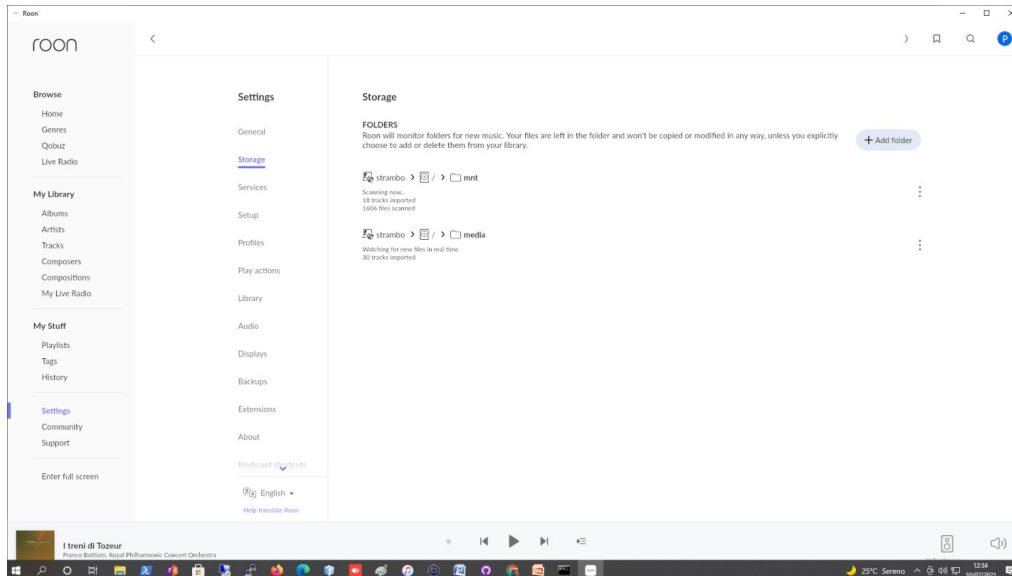 Roon
roon
P
Browse
Home
Genres
Qobuz
Live Radio
My Library
Albums
Artists
Tracks
Composers
Compositions
My Live Radio
My Stuff
Playlists
Tags
History
Settings
Community
Support
Enter full screen
Settings
General
Storage
Services
Setup
Profiles
Play actions
Library
Audio
Displays
Backups
Extensions
About
Keyboard shortcuts
English
Help translate Roon
Storage
FOLDERS
Roon will monitor folders for new music. Your files are left in the folder and won't be copied or modified in any way, unless you explicitly
choose to add or delete them from your library.
+ Add folder
strambo > / > mnt
Scanning now...
18 tracks imported
1606 files scanned
strambo > / > media
Watching for new files in real time
30 tracks imported
I treni di Tozeur
Franco Battiato, Royal Philharmonic Concert Orchestra
25°C Sereno
12:34
10/07/2021